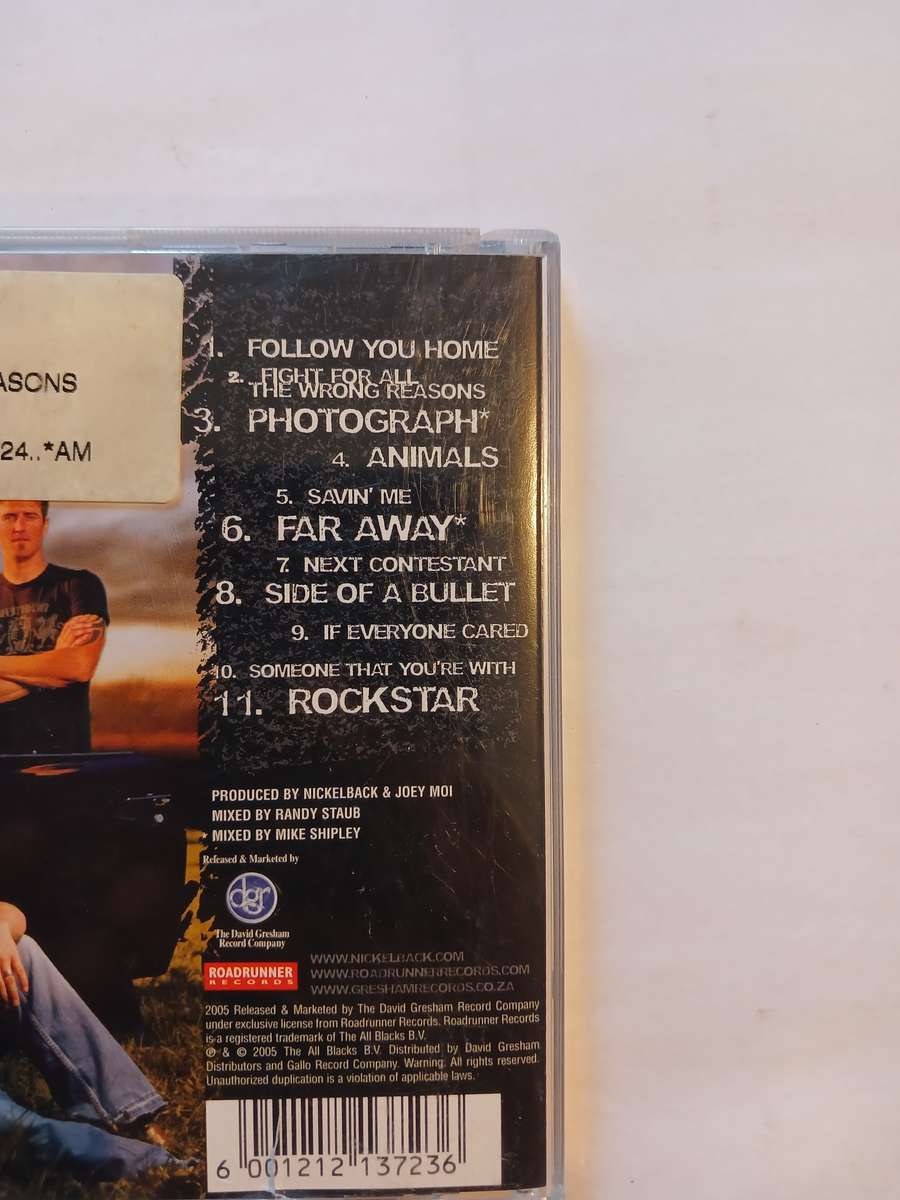 ASONS
24..*AM
1. FOLLOW YOU HOME
2. FIGHT FOR ALL
THE WRONG REASONS
3. PHOTOGRAPH*
4. ANIMALS
5. SAVIN' ME
6. FAR AWAY*
7. NEXT CONTESTANT
8. SIDE OF A BULLET
9. IF EVERYONE CARED
10. SOMEONE THAT YOU'RE WITH
11. ROCKSTAR
PRODUCED BY NICKELBACK & JOEY MOI
MIXED BY RANDY STAUB
* MIXED BY MIKE SHIPLEY
Released & Marketed by
dgr
The David Gresham
Record Company
ROADRUNNER
RECORDS
WWW.NICKELBACK.COM
WWW.ROADRUNNERRECORDS.COM
WWW.GRESHAMRECORDS.CO.ZA
2005 Released & Marketed by The David Gresham Record Company
under exclusive license from Roadrunner Records. Roadrunner Records
is a registered trademark of The All Blacks B.V.
℗ & © 2005 The All Blacks B.V. Distributed by David Gresham
Distributors and Gallo Record Company. Warning. All rights reserved.
Unauthorized duplication is a violation of applicable laws.
6 001212 137236